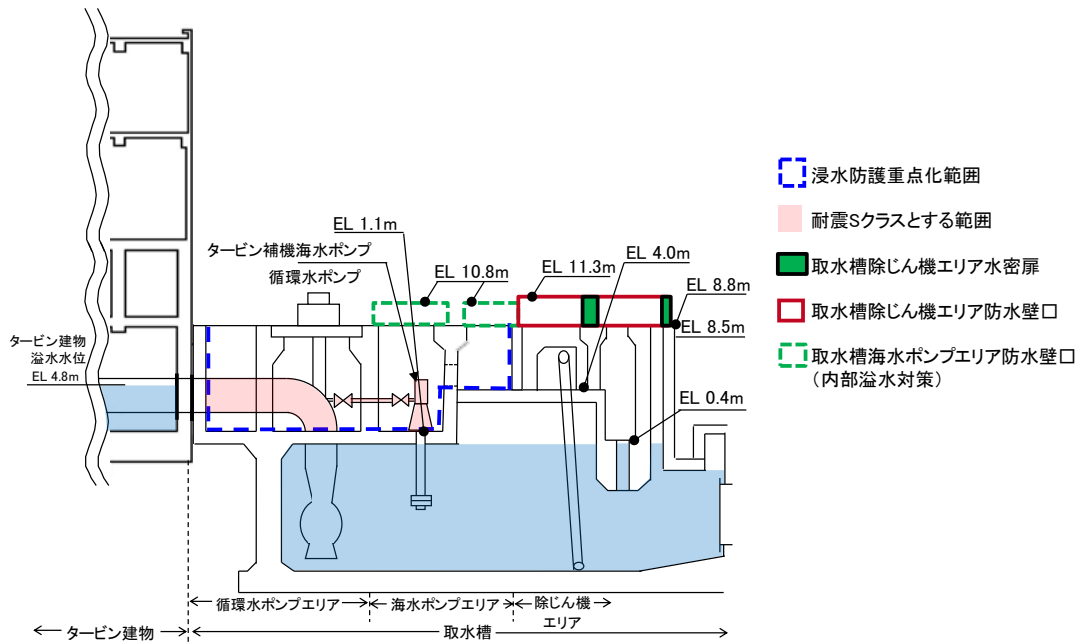 浸水防護重点化範囲
耐震Sクラスとする範囲
取水槽除じん機エリア水密扉
取水槽除じん機エリア防水壁口
取水槽海水ポンプエリア防水壁口
（内部溢水対策）
EL 1.1m
タービン補機海水ポンプ
循環水ポンプ
EL 10.8m
EL 11.3m
EL 4.0m
EL 8.8m
EL 8.5m
タービン建物
溢水水位
EL 4.8m
EL 0.4m
循環水ポンプエリア
海水ポンプエリア
除じん機
エリア
タービン建物
取水槽